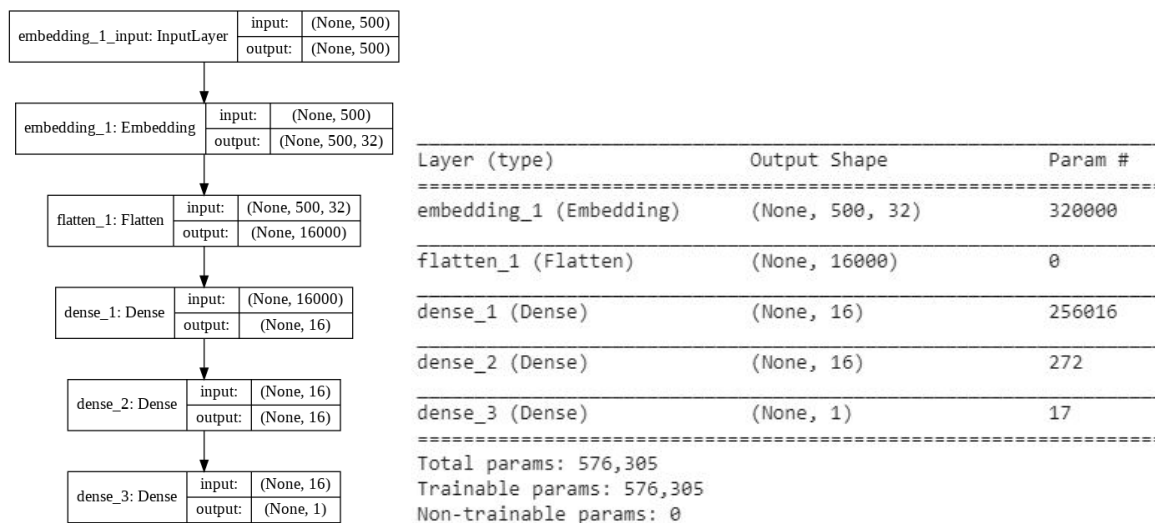 embedding_1_input: InputLayer
input: (None, 500)
output: (None, 500)
embedding_1: Embedding
input: (None, 500)
output: (None, 500, 32)
flatten_1: Flatten
input: (None, 500, 32)
output: (None, 16000)
dense_1: Dense
input: (None, 16000)
output: (None, 16)
dense_2: Dense
input: (None, 16)
output: (None, 16)
dense_3: Dense
input: (None, 16)
output: (None, 1)
Layer (type) Output Shape Param #
embedding_1 (Embedding) (None, 500, 32) 320000
flatten_1 (Flatten) (None, 16000) 0
dense_1 (Dense) (None, 16) 256016
dense_2 (Dense) (None, 16) 272
dense_3 (Dense) (None, 1) 17
Total params: 576,305
Trainable params: 576,305
Non-trainable params: 0